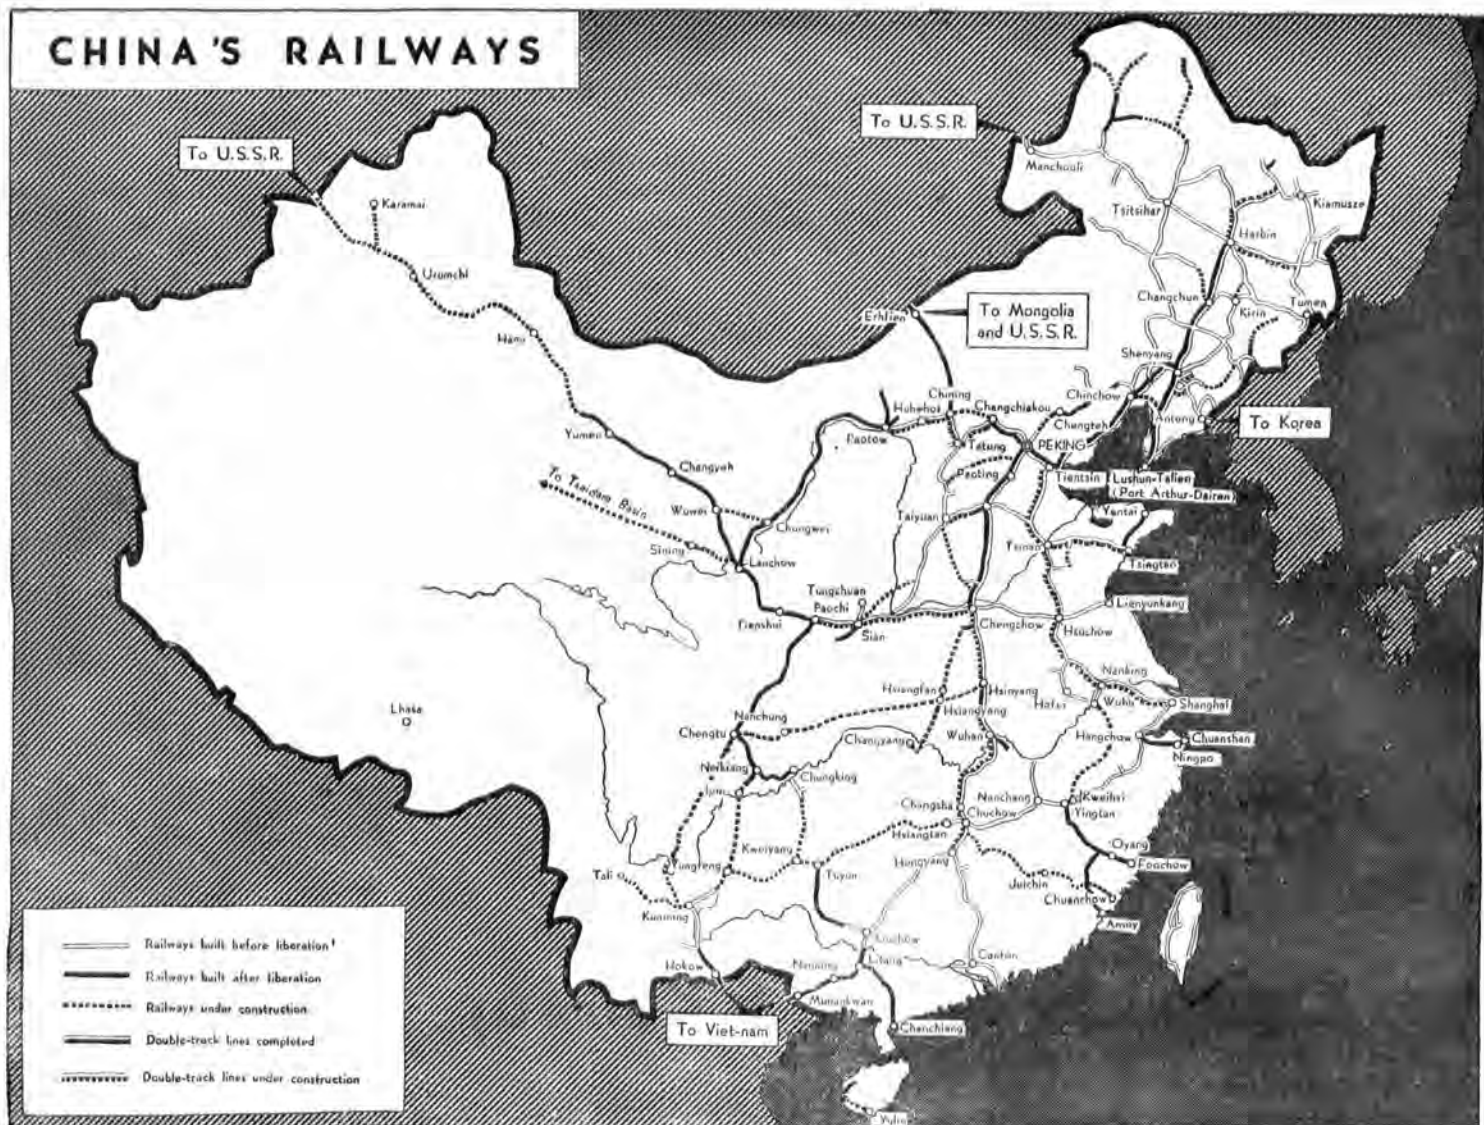 CHINA'S RAILWAYS
To U.S.S.R.
To U.S.S.R.
Manchouli
Karamai
Kiamusze
Tsitsihar
Harbin
Urumchi
Changchun
Tumen
Kirin
Erhlien
To Mongolia
and U.S.S.R.
Hami
Shenyang
Chining
Chinchow
Huhehot
Changchiakou
Antung
To Korea
Chengteh
Yumen
Paotow
Tatung
PEKING
Changyeh
Paoting
Tientsin
Lushun-Talien
(Port Arthur-Dairen)
To Tsaidam Basin
Wuwei
Yentai
Chungwei
Taiyuan
Tsinan
Sining
Lanchow
Tsingtao
Tungchuan
Paochi
Lienyunkang
Tienshui
Sian
Chengchow
Hsuchow
Nanking
Hsiangfan
Hsinyang
Lhasa
Hofei
Wuhu
Shanghai
Nanchung
Hsiangyang
Chengtu
Wuhan
Hangchow
Chuanshan
Ningpo
Neikiang
Chungking
Changsha
Nanchang
Kweihsi
Yingtan
Chuchow
Hsiangtan
Kweiyang
Oyang
Hengyang
Foochow
Tali
Tuyun
Juichin
Chuanchow
Kunming
Amoy
Railways built before liberation¹
Liuchow
Canton
Railways built after liberation
Hokow
Nanning
Litang
Railways under construction
Munankwan
Double-track lines completed
To Viet-nam
Chanchiang
Double-track lines under construction
Yulin